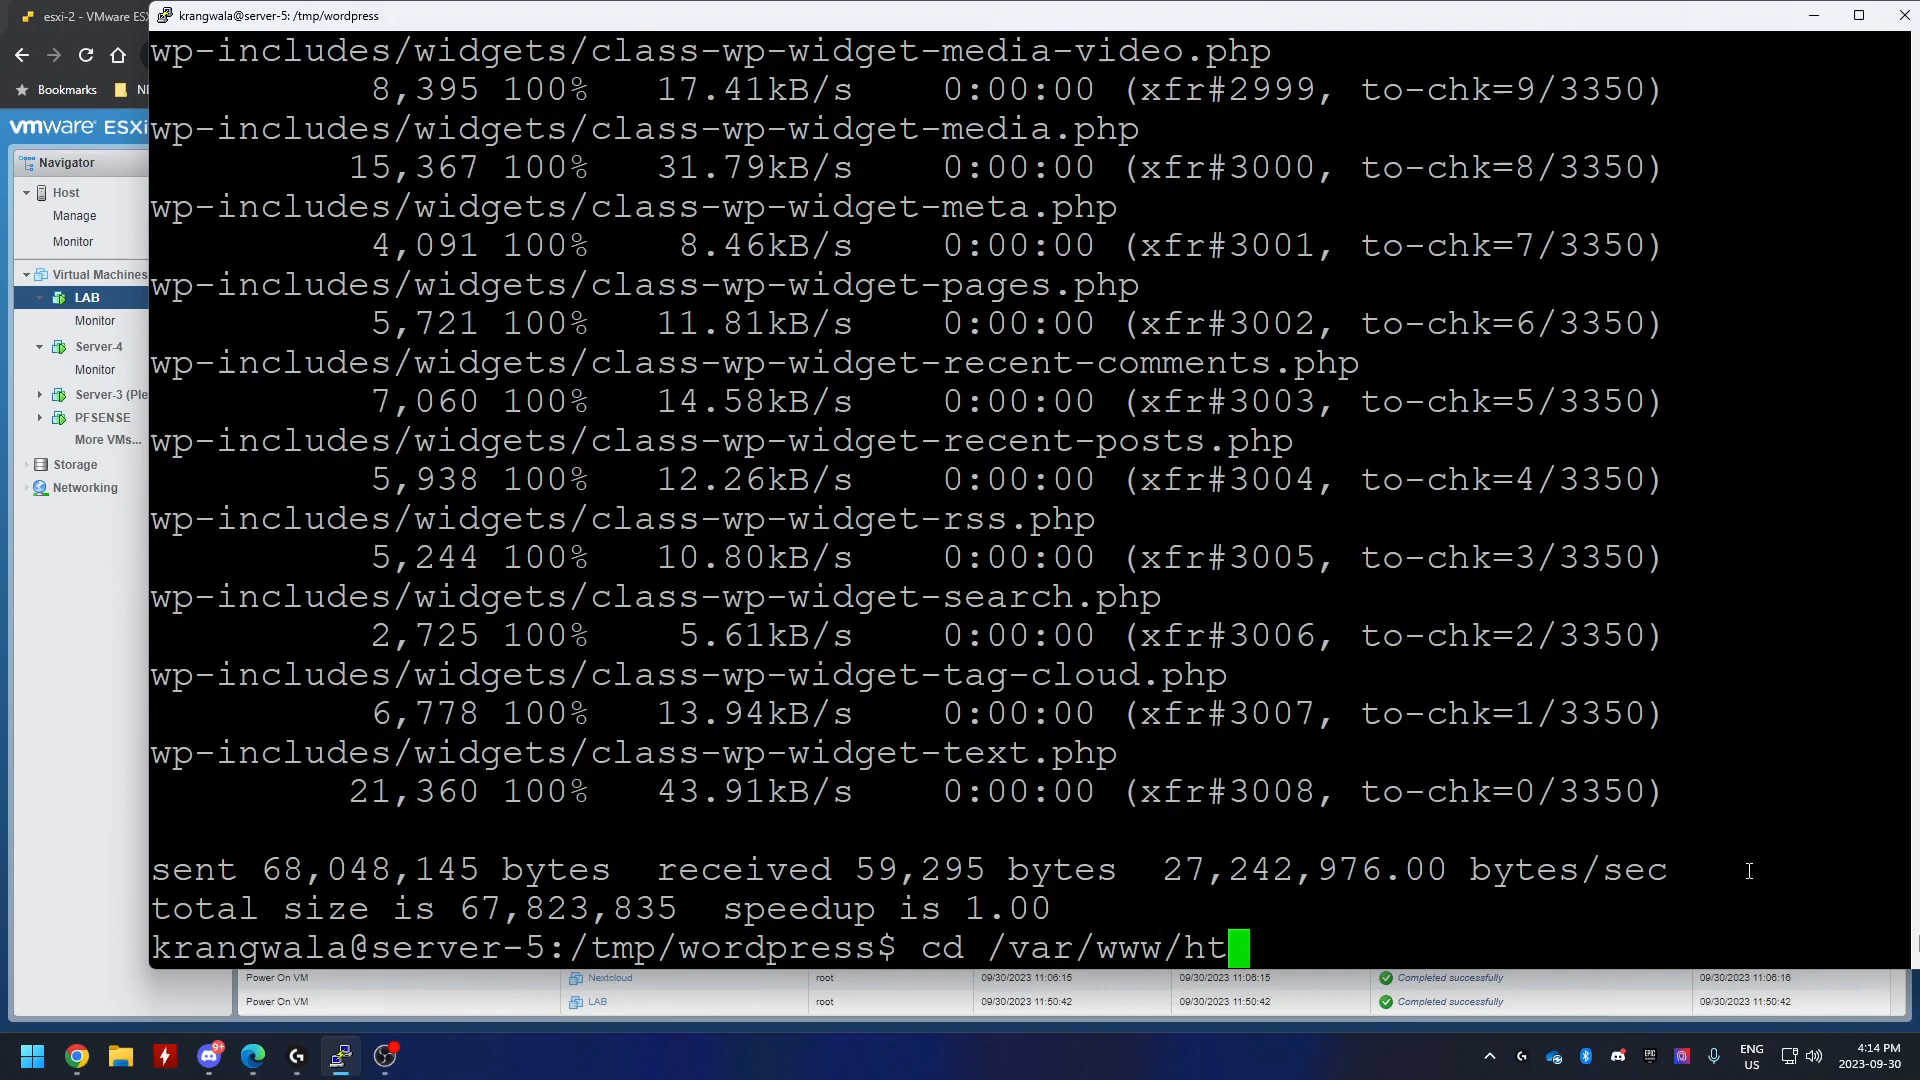 esxi-2 - VMware ESX
krangwala@server-5: /tmp/wordpress
Bookmarks
NE
vmware ESXi
Navigator
Host
Manage
Monitor
Virtual Machines
LAB
Monitor
Server-4
Monitor
Server-3 (Ple
PFSENSE
More VMs...
Storage
Networking
wp-includes/widgets/class-wp-widget-media-video.php
8,395 100% 17.41kB/s 0:00:00 (xfr#2999, to-chk=9/3350)
wp-includes/widgets/class-wp-widget-media.php
15,367 100% 31.79kB/s 0:00:00 (xfr#3000, to-chk=8/3350)
wp-includes/widgets/class-wp-widget-meta.php
4,091 100% 8.46kB/s 0:00:00 (xfr#3001, to-chk=7/3350)
wp-includes/widgets/class-wp-widget-pages.php
5,721 100% 11.81kB/s 0:00:00 (xfr#3002, to-chk=6/3350)
wp-includes/widgets/class-wp-widget-recent-comments.php
7,060 100% 14.58kB/s 0:00:00 (xfr#3003, to-chk=5/3350)
wp-includes/widgets/class-wp-widget-recent-posts.php
5,938 100% 12.26kB/s 0:00:00 (xfr#3004, to-chk=4/3350)
wp-includes/widgets/class-wp-widget-rss.php
5,244 100% 10.80kB/s 0:00:00 (xfr#3005, to-chk=3/3350)
wp-includes/widgets/class-wp-widget-search.php
2,725 100% 5.61kB/s 0:00:00 (xfr#3006, to-chk=2/3350)
wp-includes/widgets/class-wp-widget-tag-cloud.php
6,778 100% 13.94kB/s 0:00:00 (xfr#3007, to-chk=1/3350)
wp-includes/widgets/class-wp-widget-text.php
21,360 100% 43.91kB/s 0:00:00 (xfr#3008, to-chk=0/3350)
sent 68,048,145 bytes received 59,295 bytes 27,242,976.00 bytes/sec
total size is 67,823,835 speedup is 1.00
krangwala@server-5:/tmp/wordpress$ cd /var/www/ht
Power On VM Nextcloud root 09/30/2023 11:06:15 09/30/2023 11:06:15 Completed successfully 09/30/2023 11:06:16
Power On VM LAB root 09/30/2023 11:50:42 09/30/2023 11:50:42 Completed successfully 09/30/2023 11:50:42
9+
EPIC
ENG
US
4:14 PM
2023-09-30